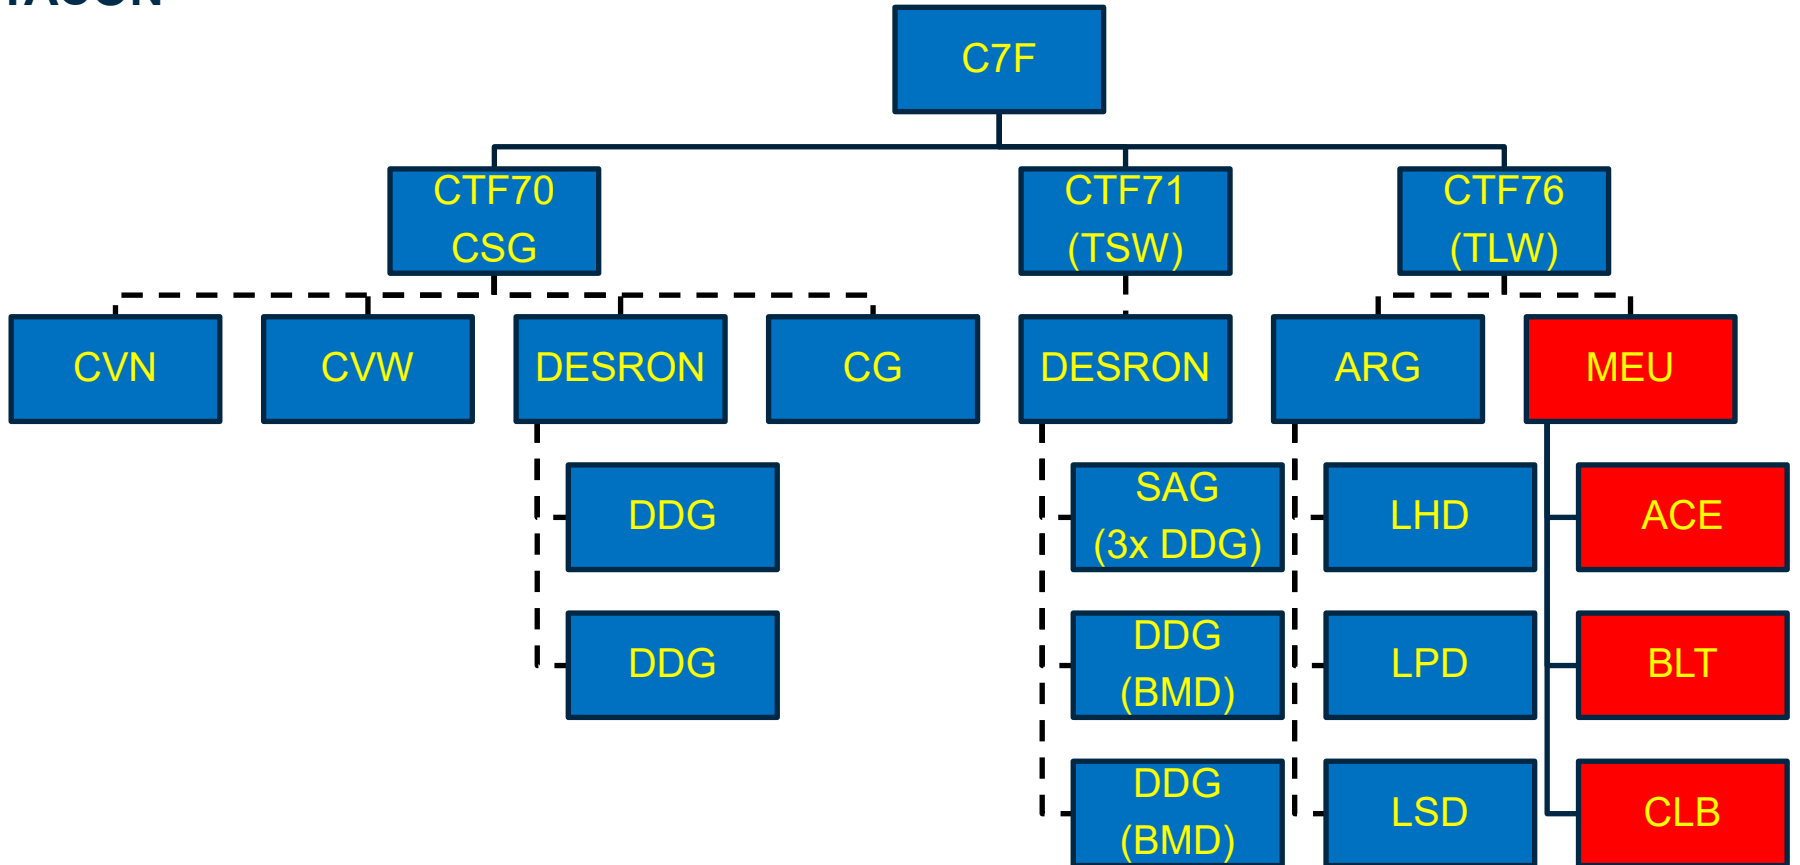 C7F
CTF70
CSG
CTF71
(TSW)
CTF76
(TLW)
CVN
CVW
DESRON
CG
DESRON
ARG
MEU
DDG
SAG
(3x DDG)
LHD
ACE
DDG
DDG
(BMD)
LPD
BLT
DDG
(BMD)
LSD
CLB